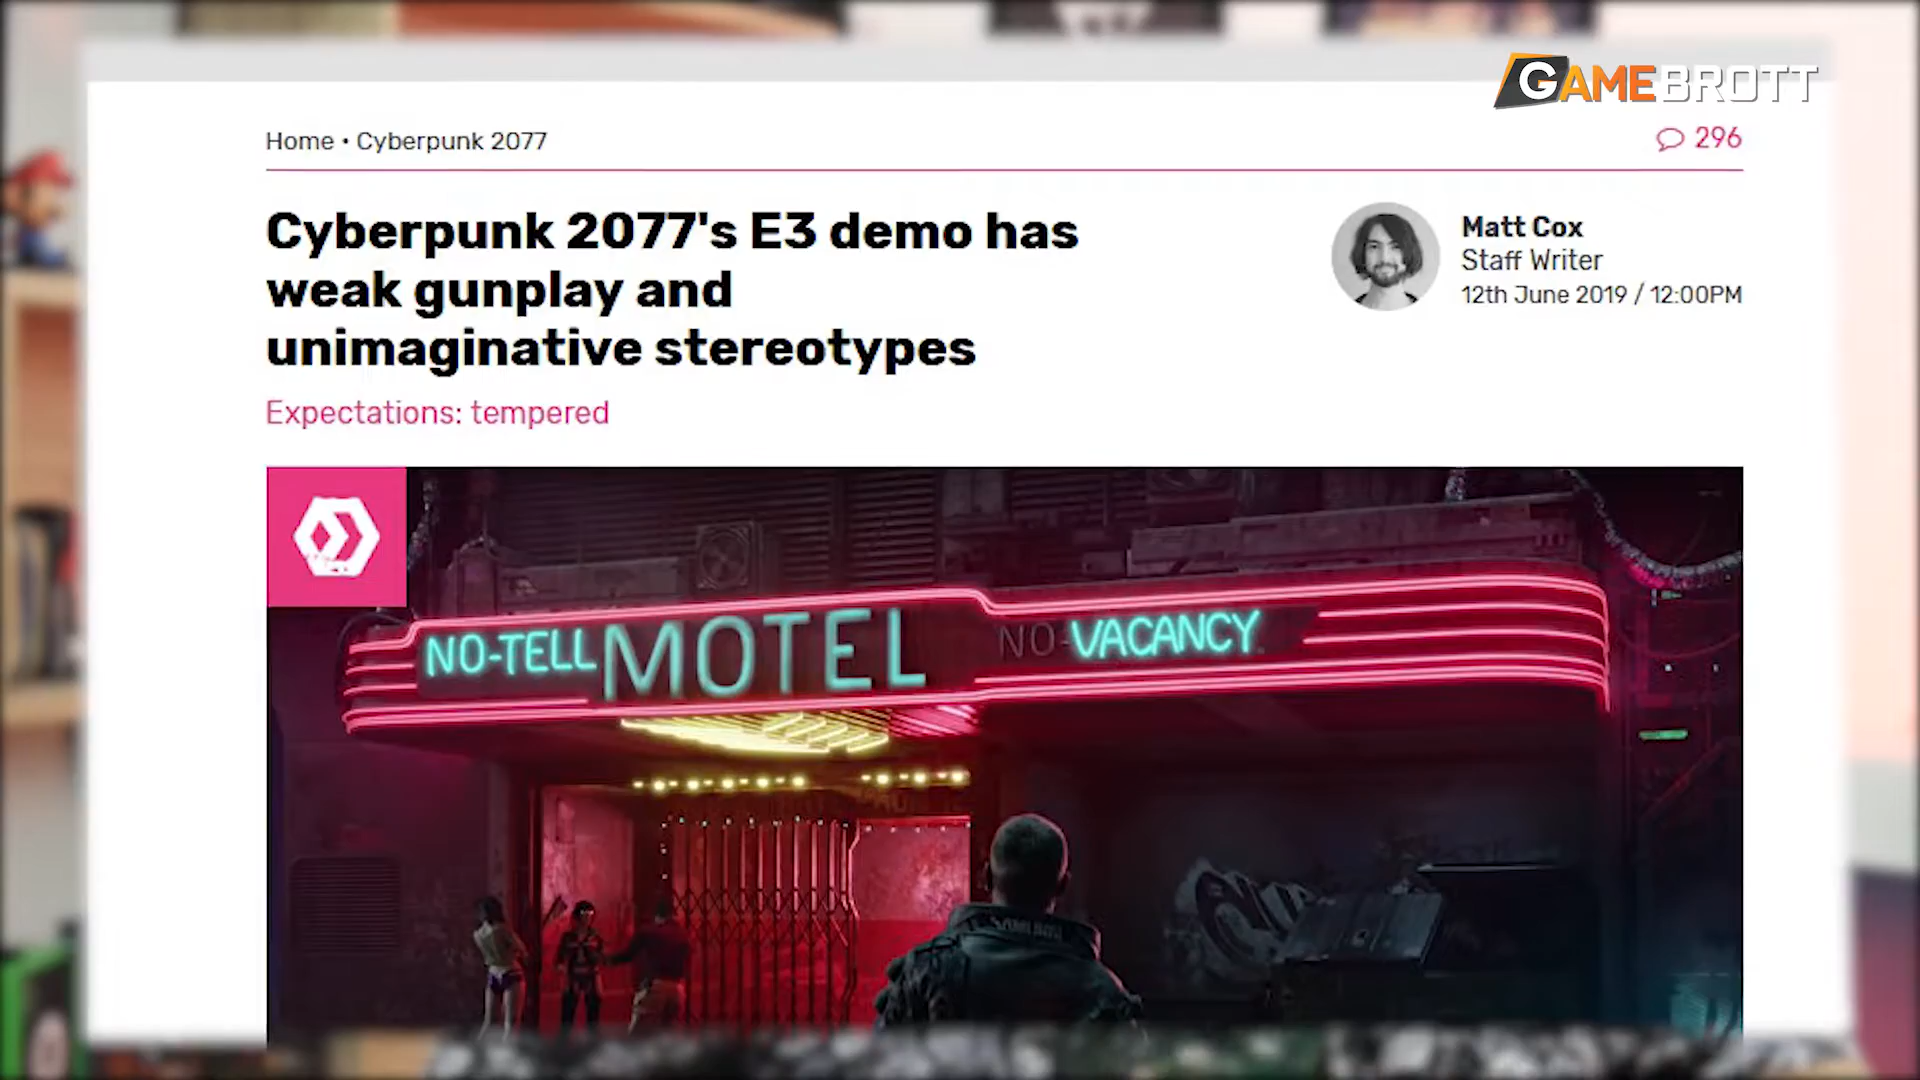 GAMEBROTT
Home • Cyberpunk 2077
296
Cyberpunk 2077's E3 demo has
weak gunplay and
unimaginative stereotypes
Expectations: tempered
Matt Cox
Staff Writer
12th June 2019 / 12:00PM
NO-TELL MOTEL NO-VACANCY
SAMURAI